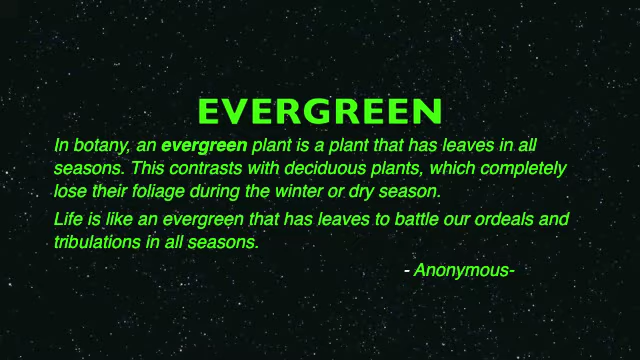 EVERGREEN
In botany, an evergreen plant is a plant that has leaves in all
seasons. This contrasts with deciduous plants, which completely
lose their foliage during the winter or dry season.
Life is like an evergreen that has leaves to battle our ordeals and
tribulations in all seasons.
- Anonymous-